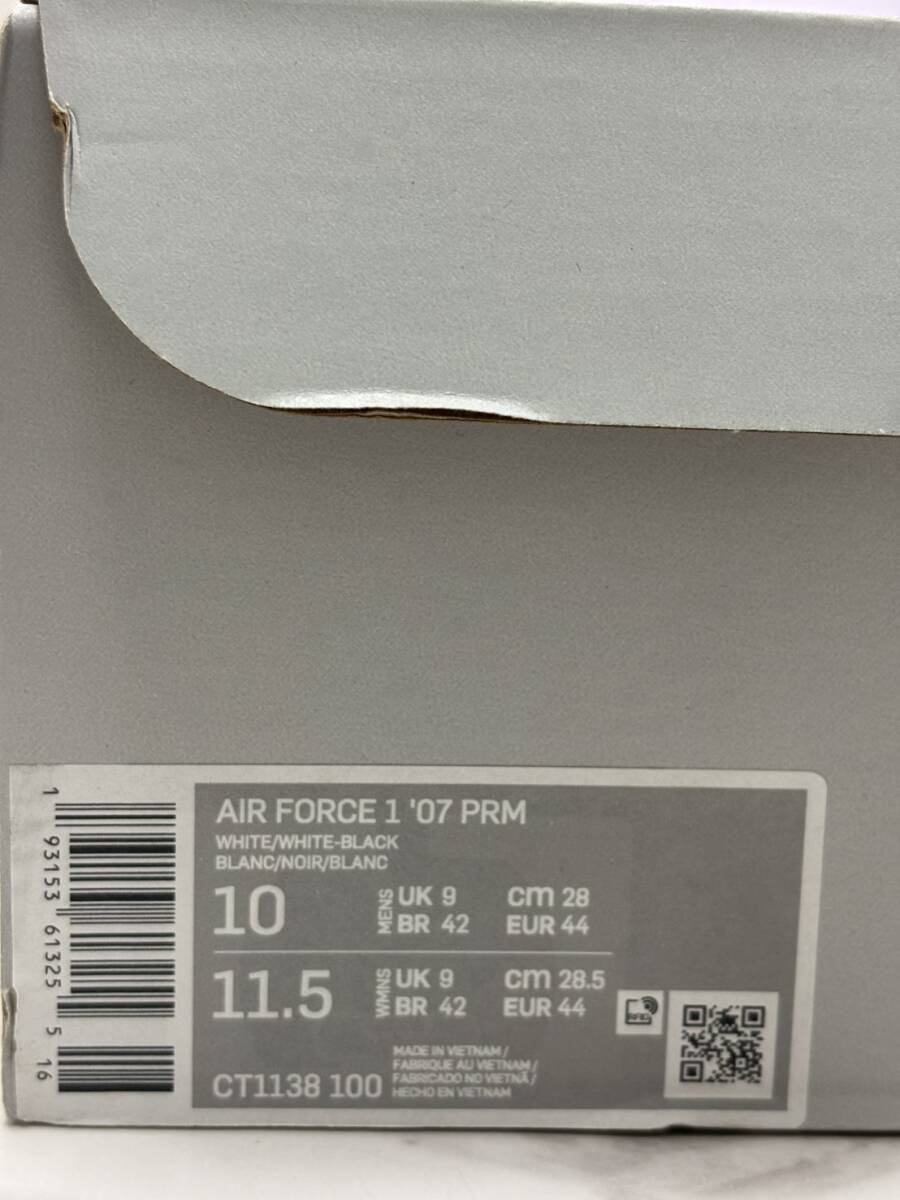 AIR FORCE 1 '07 PRM
WHITE/WHITE-BLACK
BLANC/NOIR/BLANC
10 MENS UK 9 cm 28
BR 42 EUR 44
11.5 WMNS UK 9 cm 28.5
BR 42 EUR 44
RFID
CT1138 100
MADE IN VIETNAM /
FABRIQUE AU VIETNAM /
FABRICADO NO VIETNÃ /
HECHO EN VIETNAM
1 93153 61325 5 16